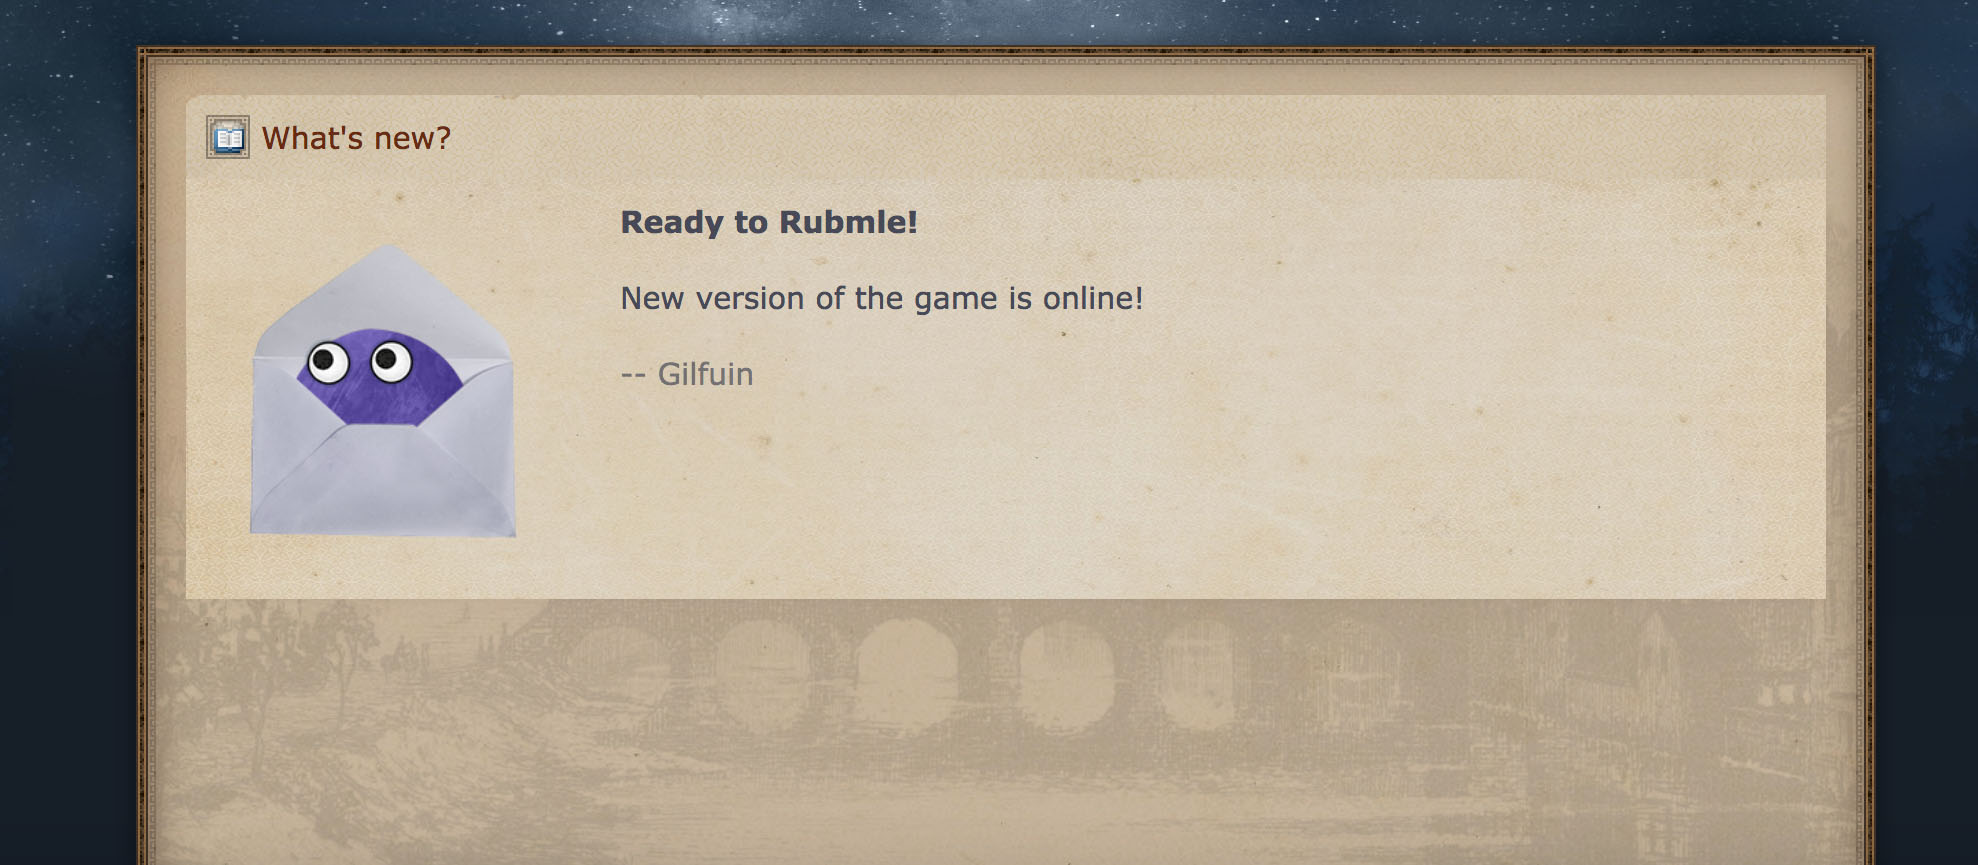 What's new?
Ready to Rubmle!
New version of the game is online!
-- Gilfuin